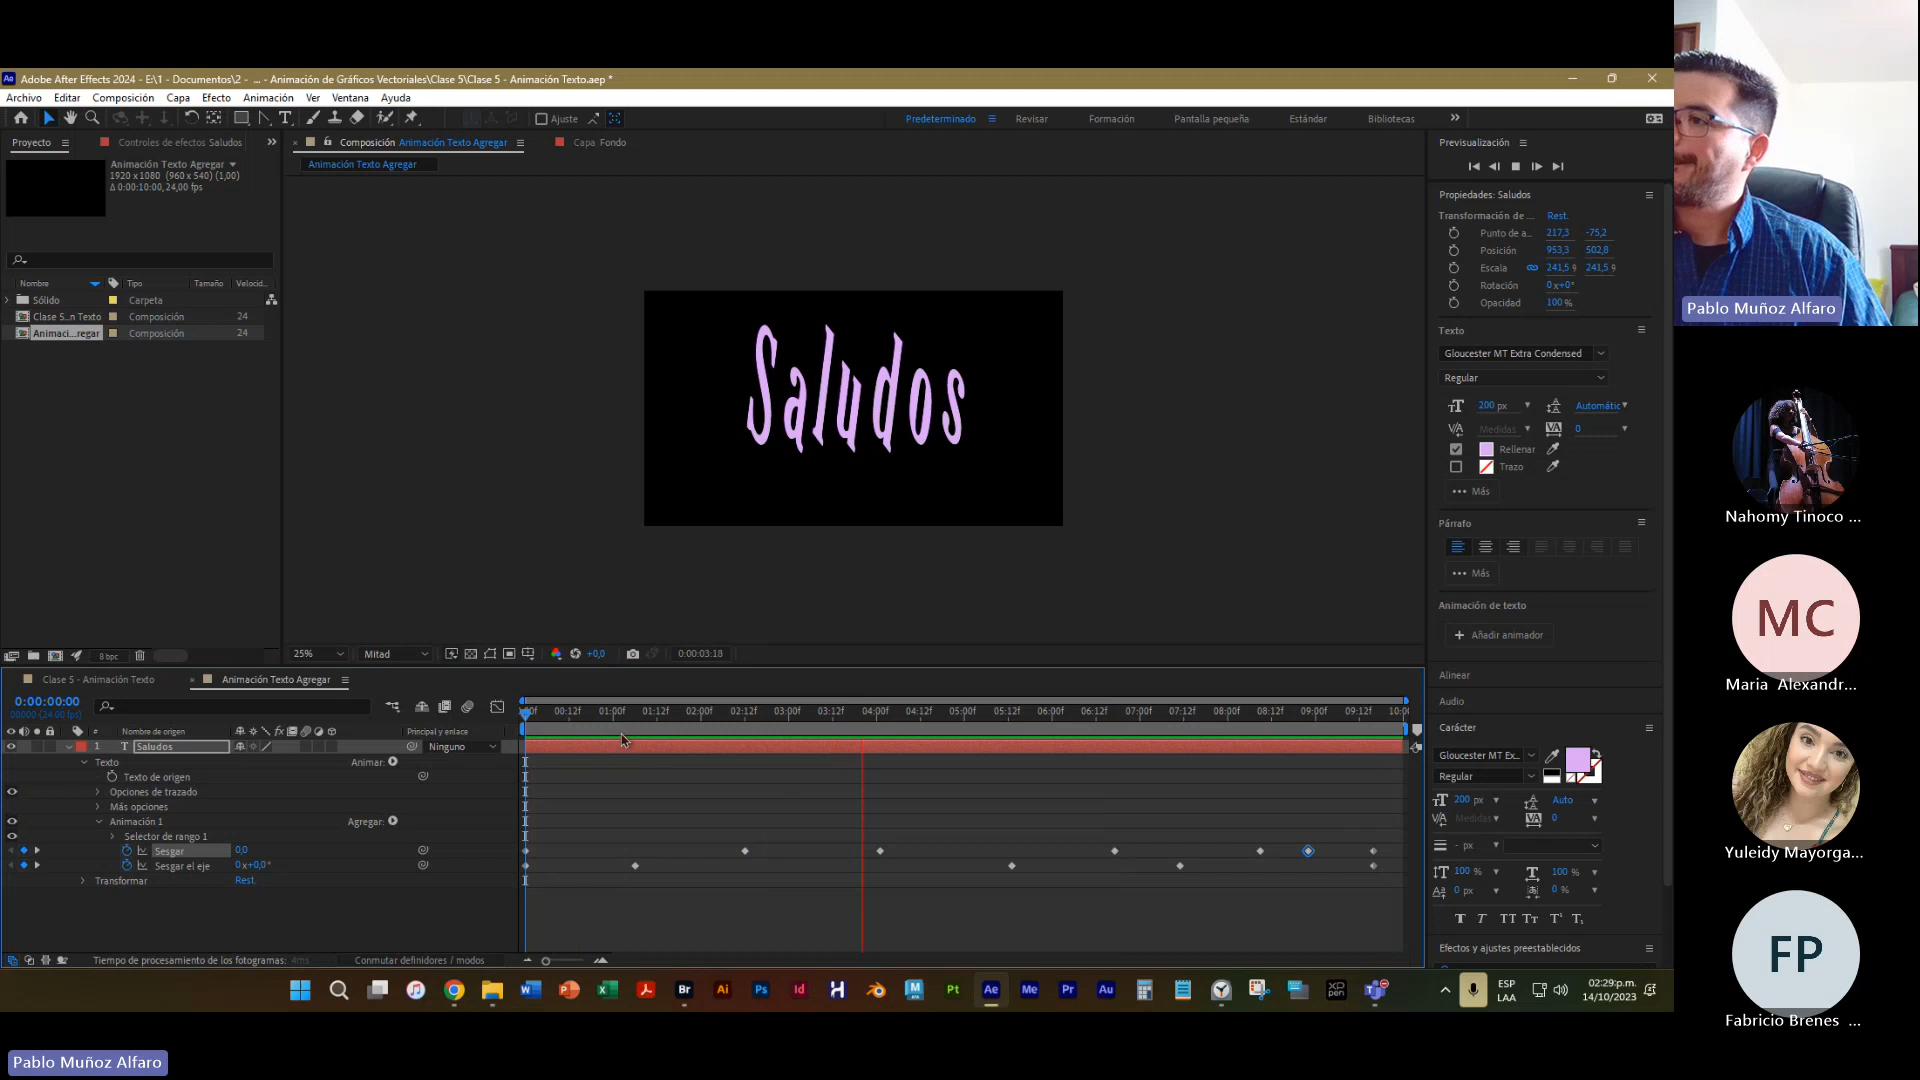 Adobe After Effects 2024 - E:\1 - Documentos\2 - ... - Animación de Gráficos Vectoriales\Clase 5\Clase 5 - Animación Texto.aep *
Archivo Editar Composición Capa Efecto Animación Ver Ventana Ayuda
Ajuste
Predeterminado Revisar Formación Pantalla pequeña Estándar Bibliotecas
Proyecto Controles de efectos Saludos
Composición Animación Texto Agregar Capa Fondo
Animación Texto Agregar
Animación Texto Agregar
1920 x 1080 (960 x 540) (1,00)
Δ 0:00:10:00, 24,00 fps
Nombre Tipo Tamaño Velocid...
Sólido Carpeta
Clase 5...n Texto Composición 24
Animaci...regar Composición 24
8 bpc
Saludos
25% Mitad +0,0 0:00:03:18
Previsualización
Propiedades: Saludos
Transformación de ... Rest.
Punto de a... 217,3 -75,2
Posición 953,3 502,8
Escala 241,5 241,5
Rotación 0x+0°
Opacidad 100 %
Texto
Gloucester MT Extra Condensed
Regular
200 px Automátic
Medidas 0
Rellenar
Trazo
Más
Párrafo
Más
Animación de texto
Añadir animador
Alinear
Audio
Carácter
Gloucester MT Ex...
Regular
200 px Auto
Medidas 0
- px
100 % 100 %
0 px 0 %
Efectos y ajustes preestablecidos
Clase 5 - Animación Texto Animación Texto Agregar
0:00:00:00
00000 (24.00 fps)
00f 00:12f 01:00f 01:12f 02:00f 02:12f 03:00f 03:12f 04:00f 04:12f 05:00f 05:12f 06:00f 06:12f 07:00f 07:12f 08:00f 08:12f 09:00f 09:12f 10:00
# Nombre de origen Principal y enlace
1 T Saludos Ninguno
Texto Animar:
Texto de origen
Opciones de trazado
Más opciones
Animación 1 Agregar:
Selector de rango 1
Sesgar 0,0
Sesgar el eje 0x+0,0°
Transformar Rest.
Tiempo de procesamiento de los fotogramas: 4ms Conmutar definidores / modos
ESP
LAA
02:29p.m.
14/10/2023
Pablo Muñoz Alfaro
Nahomy Tinoco ...
MC
Maria Alexandr...
Yuleidy Mayorga...
FP
Fabricio Brenes ...
Pablo Muñoz Alfaro